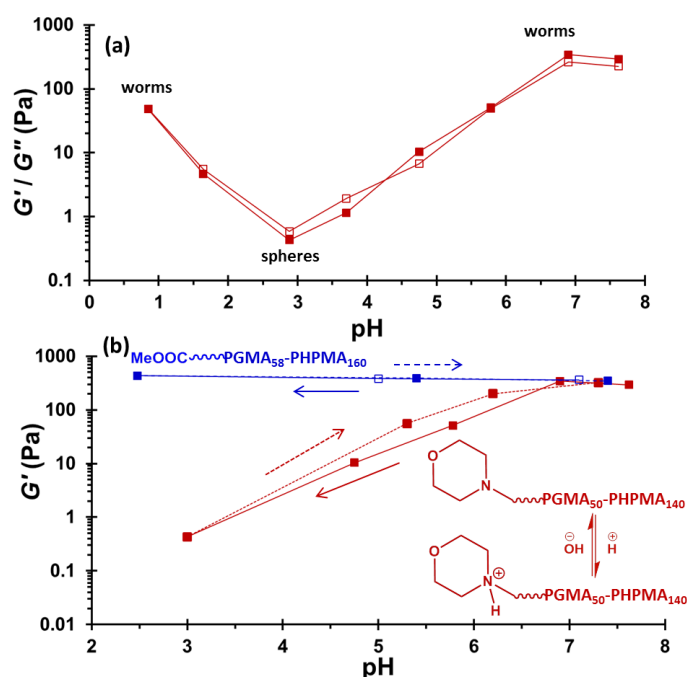 (a)
worms
worms
spheres
G′ / G″ (Pa)
1000
100
10
1
0.1
0 1 2 3 4 5 6 7 8
pH
(b)
MeOOC PGMA₅₈-PHPMA₁₆₀
G′ (Pa)
1000
100
10
1
0.1
0.01
O
N
PGMA₅₀-PHPMA₁₄₀
⊖
OH
⊕
H
O
⊕
N
H
PGMA₅₀-PHPMA₁₄₀
2 3 4 5 6 7 8
pH